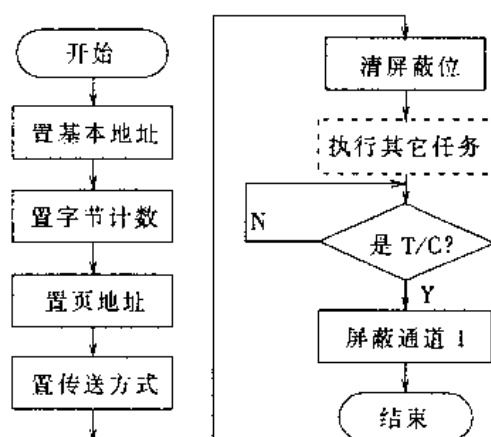 开始
置基本地址
置字节计数
置页地址
置传送方式
清屏蔽位
执行其它任务
是 T/C?
N
Y
屏蔽通道 1
结束